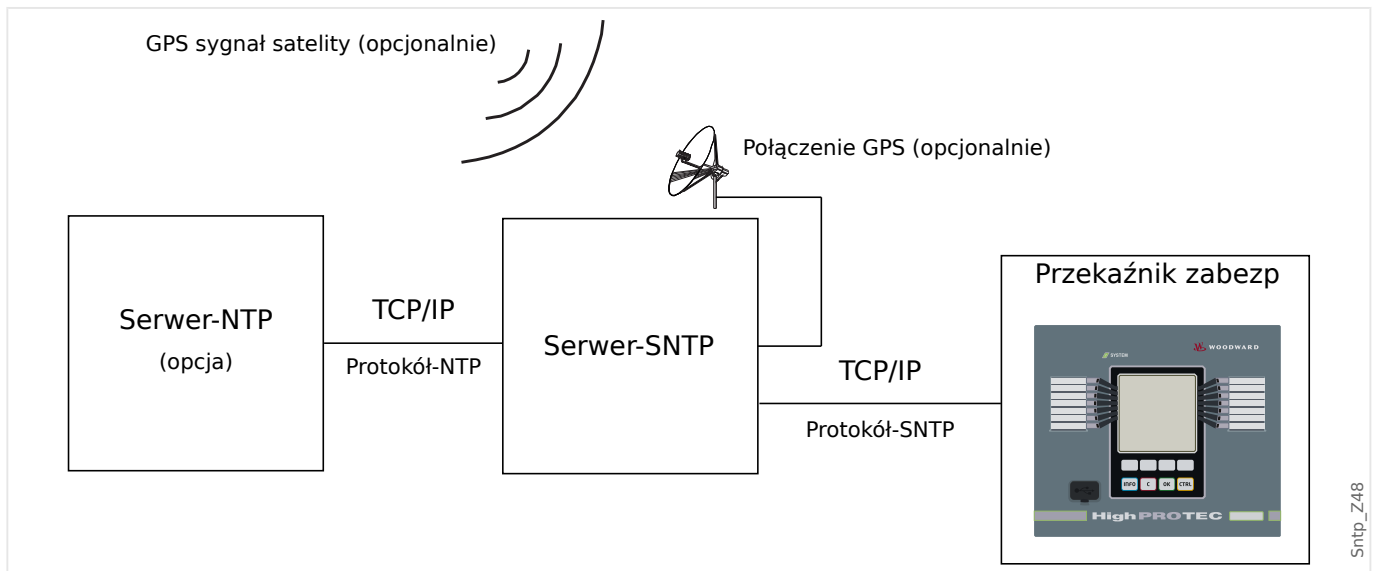 GPS sygnał satelity (opcjonalnie)
Połączenie GPS (opcjonalnie)
Serwer-NTP
(opcja)
TCP/IP
Protokół-NTP
Serwer-SNTP
TCP/IP
Protokół-SNTP
Przekaźnik zabezp
SYSTEM
WOODWARD
INFO C OK CTRL
HighPROTEC
Sntp_Z48